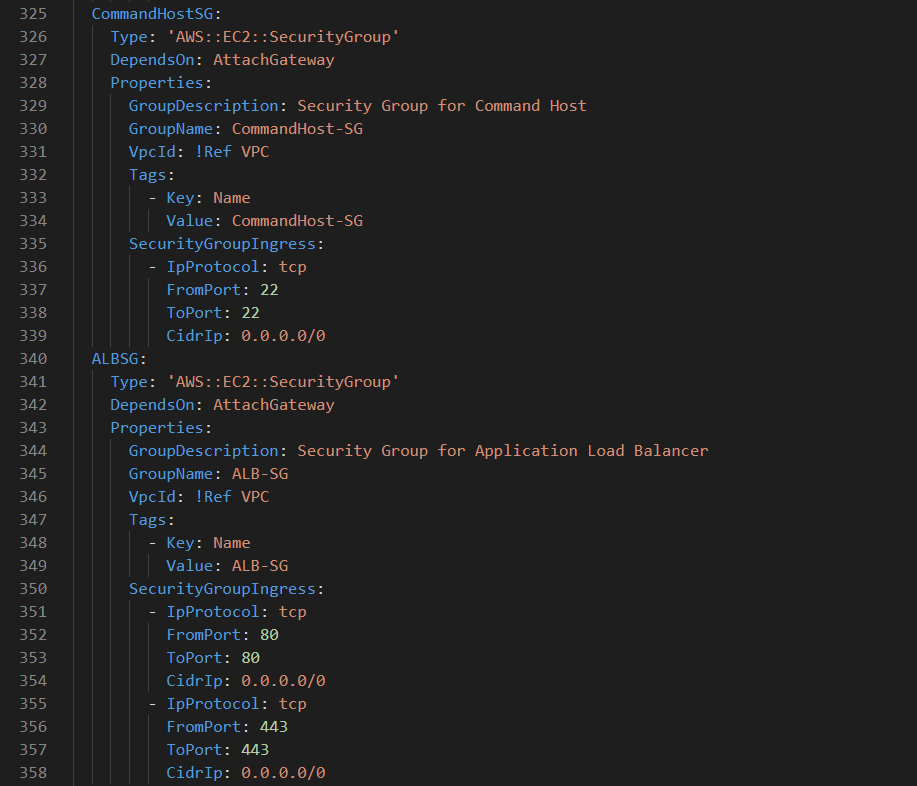 325 CommandHostSG:
326 Type: 'AWS::EC2::SecurityGroup'
327 DependsOn: AttachGateway
328 Properties:
329 GroupDescription: Security Group for Command Host
330 GroupName: CommandHost-SG
331 VpcId: !Ref VPC
332 Tags:
333 - Key: Name
334 Value: CommandHost-SG
335 SecurityGroupIngress:
336 - IpProtocol: tcp
337 FromPort: 22
338 ToPort: 22
339 CidrIp: 0.0.0.0/0
340 ALBSG:
341 Type: 'AWS::EC2::SecurityGroup'
342 DependsOn: AttachGateway
343 Properties:
344 GroupDescription: Security Group for Application Load Balancer
345 GroupName: ALB-SG
346 VpcId: !Ref VPC
347 Tags:
348 - Key: Name
349 Value: ALB-SG
350 SecurityGroupIngress:
351 - IpProtocol: tcp
352 FromPort: 80
353 ToPort: 80
354 CidrIp: 0.0.0.0/0
355 - IpProtocol: tcp
356 FromPort: 443
357 ToPort: 443
358 CidrIp: 0.0.0.0/0